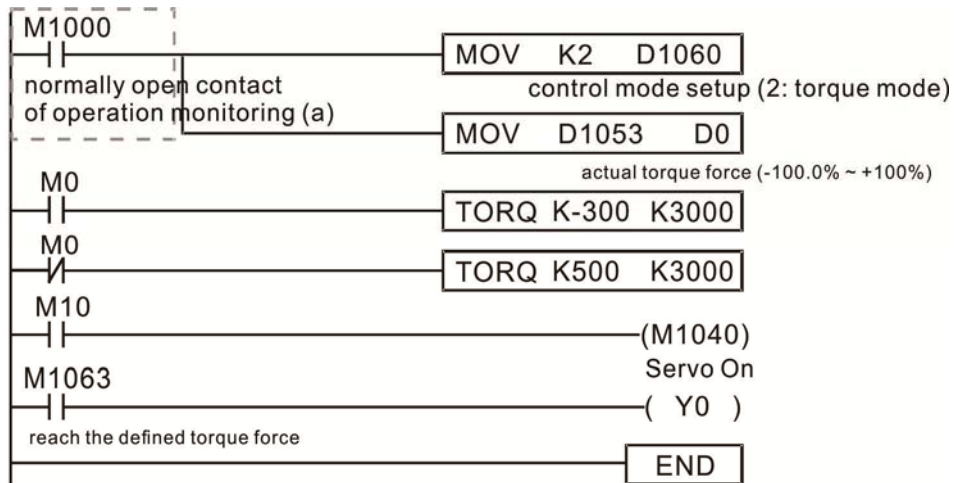 M1000
MOV K2 D1060
normally open contact
of operation monitoring (a)
control mode setup (2: torque mode)
MOV D1053 D0
actual torque force (-100.0% ~ +100%)
M0
TORQ K-300 K3000
M0
TORQ K500 K3000
M10
(M1040)
Servo On
M1063
( Y0 )
reach the defined torque force
END